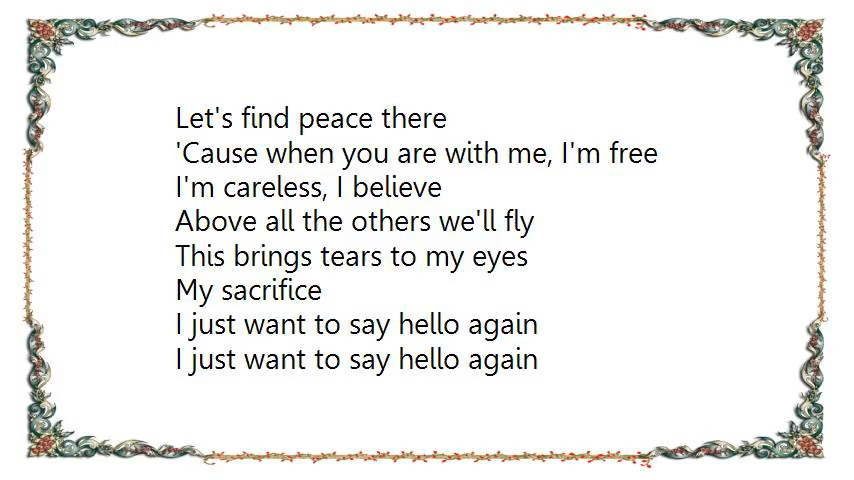 Let's find peace there
'Cause when you are with me, I'm free
I'm careless, I believe
Above all the others we'll fly
This brings tears to my eyes
My sacrifice
I just want to say hello again
I just want to say hello again